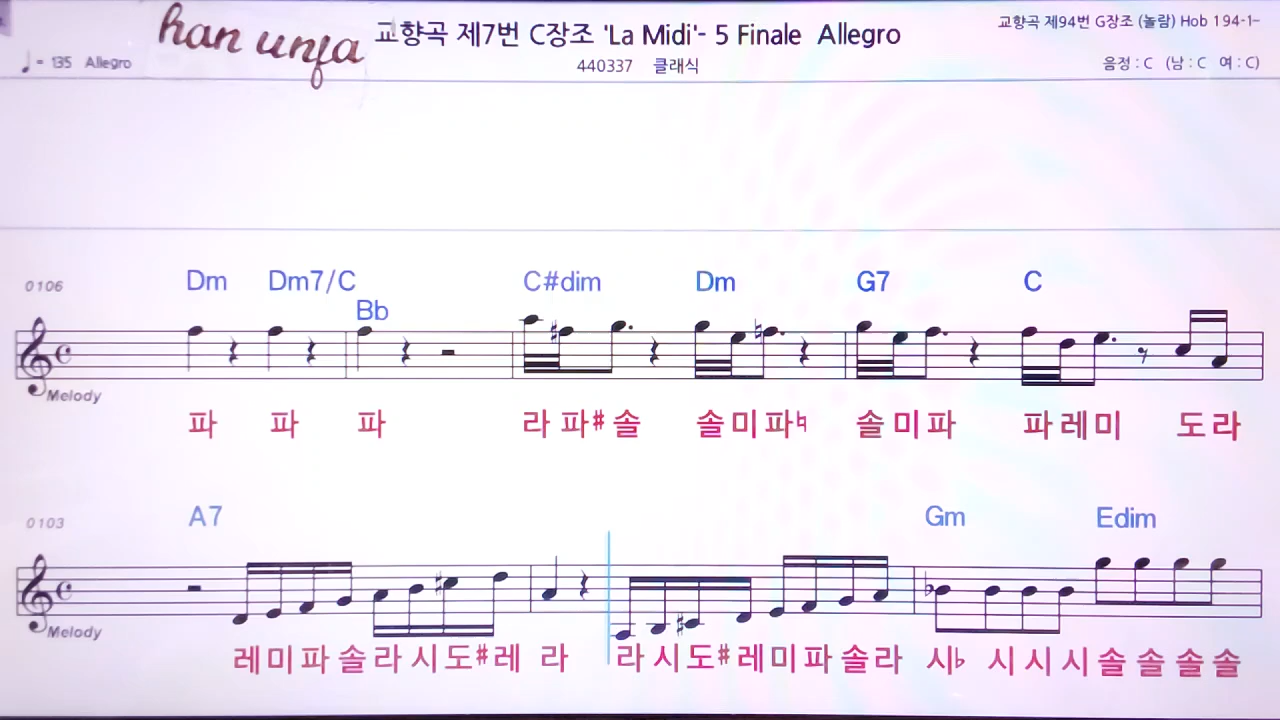 han unfa
교향곡 제7번 C장조 'La Midi'- 5 Finale Allegro
교향곡 제94번 G장조 (놀람) Hob 194-1-
♩= 135 Allegro
440337 클래식
음정 : C (남 : C 여 : C)
0106 Dm Dm7/C Bb C#dim Dm G7 C
Melody
파 파 파 라 파# 솔 솔 미 파♮ 솔 미 파 파 레 미 도 라
0103 A7 Gm Edim
Melody
레 미 파 솔 라 시 도# 레 라 라 시 도# 레 미 파 솔 라 시♭ 시 시 시 솔 솔 솔 솔